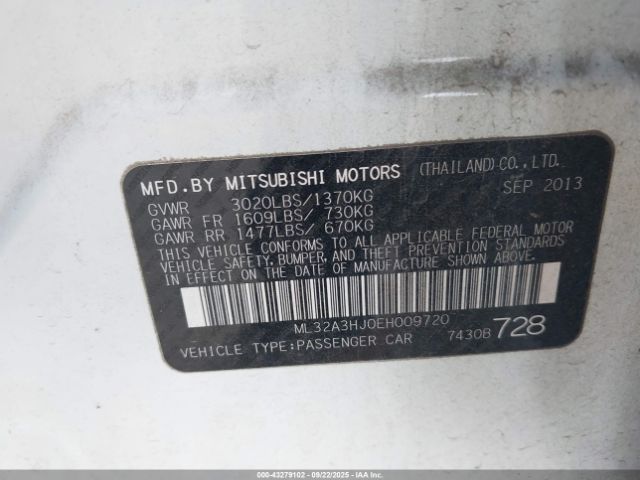 MFD.BY MITSUBISHI MOTORS (THAILAND)CO.,LTD.
SEP 2013
GVWR 3020LBS/1370KG
GAWR FR 1609LBS/ 730KG
GAWR RR 1477LBS/ 670KG
THIS VEHICLE CONFORMS TO ALL APPLICABLE FEDERAL MOTOR
VEHICLE SAFETY, BUMPER, AND THEFT PREVENTION STANDARDS
IN EFFECT ON THE DATE OF MANUFACTURE SHOWN ABOVE.
ML32A3HJ0EH009720
VEHICLE TYPE:PASSENGER CAR 7430B 728
000-43279102 - 09/22/2025 - IAAI.COM